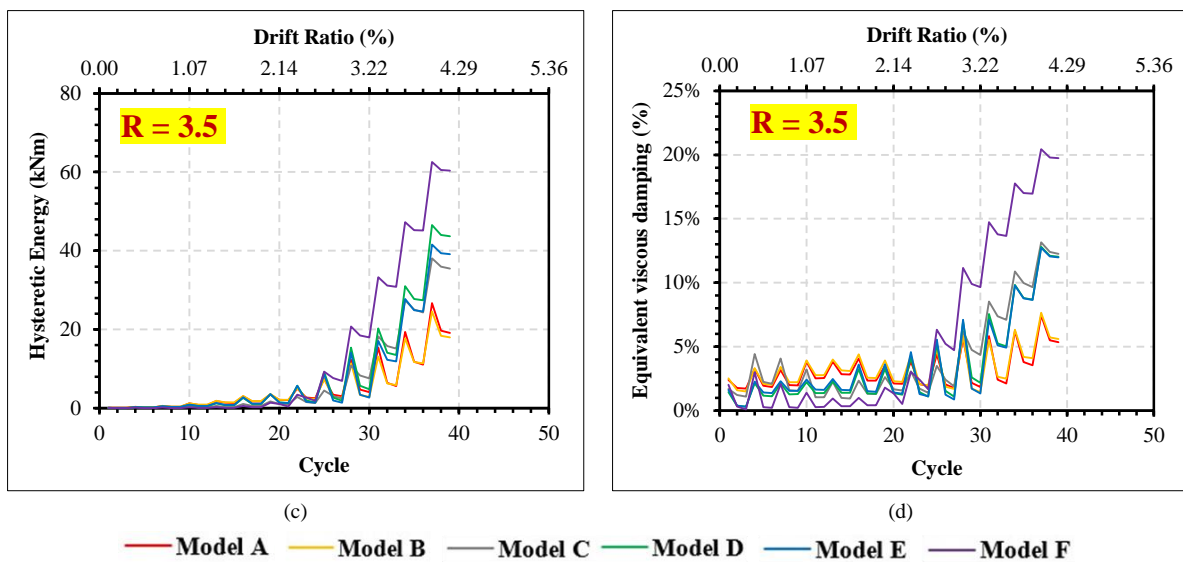 Drift Ratio (%)
0.00 1.07 2.14 3.22 4.29 5.36
80
60
40
20
0
Hysteretic Energy (kNm)
R = 3.5
0 10 20 30 40 50
Cycle
(c)
Drift Ratio (%)
0.00 1.07 2.14 3.22 4.29 5.36
25%
20%
15%
10%
5%
0%
Equivalent viscous damping (%)
R = 3.5
0 10 20 30 40 50
Cycle
(d)
Model A Model B Model C Model D Model E Model F